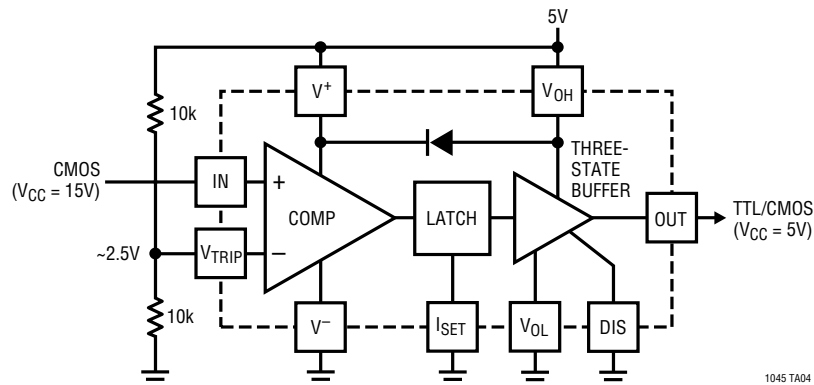 5V
V+
VOH
10k
THREE-
STATE
BUFFER
CMOS
(VCC = 15V)
IN
+
COMP
LATCH
OUT
TTL/CMOS
(VCC = 5V)
~2.5V
VTRIP
–
10k
V–
ISET
VOL
DIS
1045 TA04